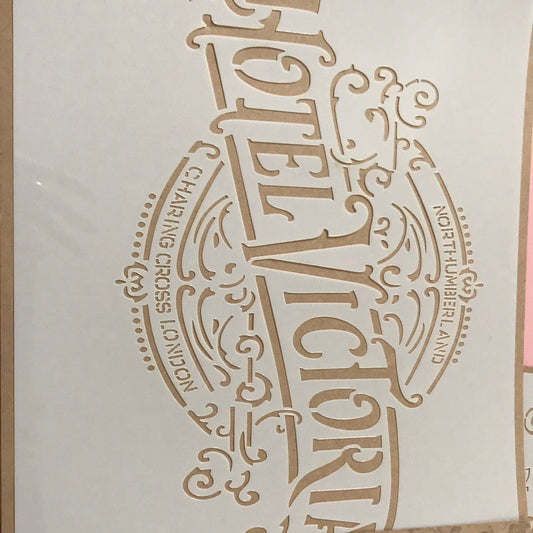 NORTHUMBERLAND
HOTEL VICTORIA
CHARING CROSS LONDON